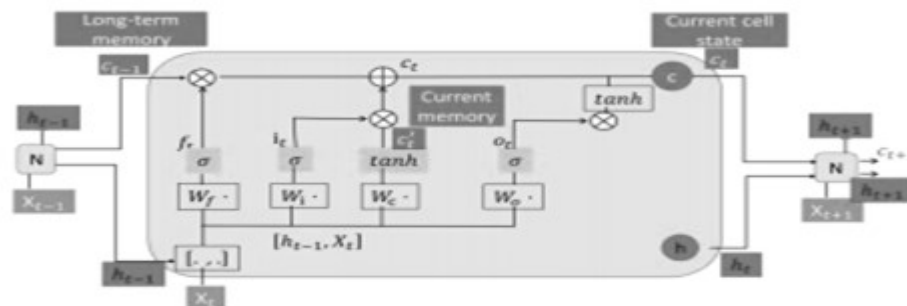 Long-term
memory
Current cell
state
c_{t-1}
c_t
c_t
c
tanh
Current
memory
h_{t-1}
N
X_{t-1}
i_t
c'_t
o_t
σ
σ
tanh
σ
W_f ·
W_i ·
W_c ·
W_o ·
[h_{t-1}, X_t]
[. , .]
h_{t-1}
X_t
h
h_t
h_{t+1}
N
h_{t+1}
X_{t+1}